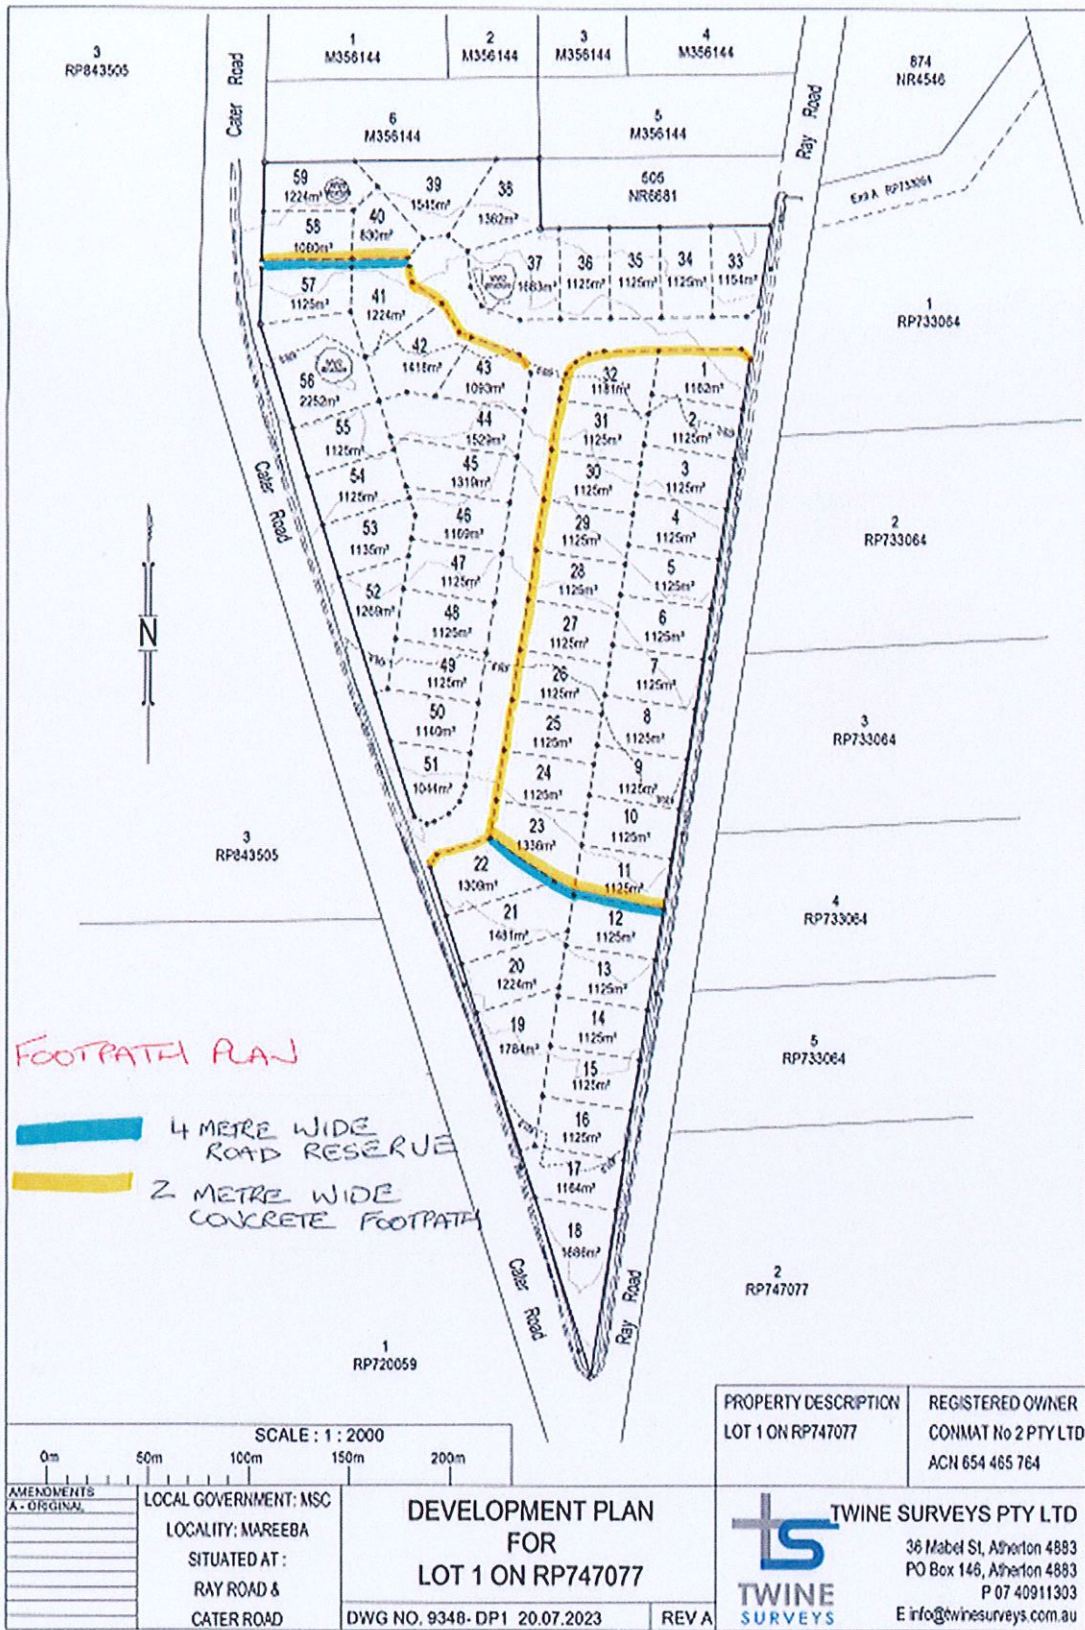 3
RP843505
Cater Road
1
M356144
2
M356144
3
M356144
4
M356144
874
NR4546
6
M356144
5
M356144
Ray Road
606
NR6681
59
1224m²
39
1545m²
38
1362m²
58
1080m²
40
830m²
57
1125m²
41
1224m²
37
1683m²
36
1125m²
35
1125m²
34
1125m²
33
1154m²
1
RP733064
56
2252m²
42
1418m²
43
1093m²
32
1181m²
1
1162m²
55
1125m²
44
1529m²
31
1125m²
2
1125m²
54
1125m²
45
1319m²
30
1125m²
3
1125m²
Cater Road
53
1135m²
46
1169m²
29
1125m²
4
1125m²
2
RP733064
52
1269m²
47
1125m²
28
1125m²
5
1125m²
48
1125m²
27
1125m²
6
1125m²
N
49
1125m²
26
1125m²
7
1125m²
50
1140m²
25
1125m²
8
1125m²
3
RP733064
51
1044m²
24
1125m²
9
1125m²
3
RP843505
23
1336m²
10
1125m²
22
1309m²
11
1125m²
21
1481m²
12
1125m²
4
RP733064
20
1224m²
13
1125m²
19
1784m²
14
1125m²
5
RP733064
15
1125m²
16
1125m²
17
1164m²
18
1686m²
FOOTPATH PLAN
4 METRE WIDE
ROAD RESERVE
2 METRE WIDE
CONCRETE FOOTPATH
Cater Road
Ray Road
2
RP747077
1
RP720059
SCALE : 1 : 2000
0m 50m 100m 150m 200m
PROPERTY DESCRIPTION
LOT 1 ON RP747077
REGISTERED OWNER
CONMAT No 2 PTY LTD
ACN 654 465 764
AMENDMENTS
A - ORIGINAL
LOCAL GOVERNMENT: MSC
LOCALITY: MAREEBA
SITUATED AT :
RAY ROAD &
CATER ROAD
DEVELOPMENT PLAN
FOR
LOT 1 ON RP747077
DWG NO. 9348- DP1 20.07.2023
REV A
TWINE SURVEYS PTY LTD
36 Mabel St, Atherton 4883
PO Box 146, Atherton 4883
P 07 40911303
E info@twinesurveys.com.au
TWINE
SURVEYS